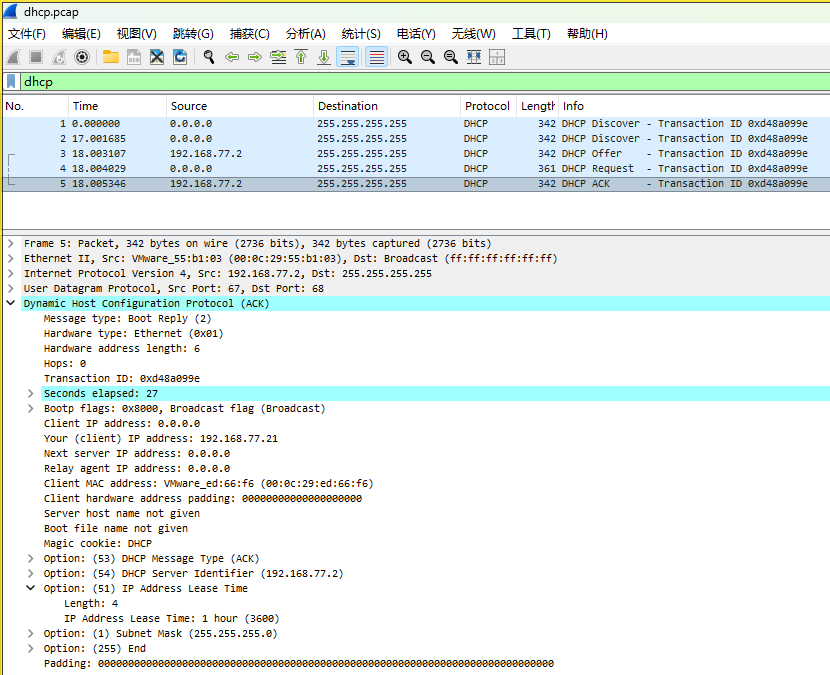 dhcp.pcap
文件(F) 编辑(E) 视图(V) 跳转(G) 捕获(C) 分析(A) 统计(S) 电话(Y) 无线(W) 工具(T) 帮助(H)
dhcp
No. Time Source Destination Protocol Length Info
1 0.000000 0.0.0.0 255.255.255.255 DHCP 342 DHCP Discover - Transaction ID 0xd48a099e
2 17.001685 0.0.0.0 255.255.255.255 DHCP 342 DHCP Discover - Transaction ID 0xd48a099e
3 18.003107 192.168.77.2 255.255.255.255 DHCP 342 DHCP Offer - Transaction ID 0xd48a099e
4 18.004029 0.0.0.0 255.255.255.255 DHCP 361 DHCP Request - Transaction ID 0xd48a099e
5 18.005346 192.168.77.2 255.255.255.255 DHCP 342 DHCP ACK - Transaction ID 0xd48a099e
Frame 5: Packet, 342 bytes on wire (2736 bits), 342 bytes captured (2736 bits)
Ethernet II, Src: VMware_55:b1:03 (00:0c:29:55:b1:03), Dst: Broadcast (ff:ff:ff:ff:ff:ff)
Internet Protocol Version 4, Src: 192.168.77.2, Dst: 255.255.255.255
User Datagram Protocol, Src Port: 67, Dst Port: 68
Dynamic Host Configuration Protocol (ACK)
Message type: Boot Reply (2)
Hardware type: Ethernet (0x01)
Hardware address length: 6
Hops: 0
Transaction ID: 0xd48a099e
Seconds elapsed: 27
Bootp flags: 0x8000, Broadcast flag (Broadcast)
Client IP address: 0.0.0.0
Your (client) IP address: 192.168.77.21
Next server IP address: 0.0.0.0
Relay agent IP address: 0.0.0.0
Client MAC address: VMware_ed:66:f6 (00:0c:29:ed:66:f6)
Client hardware address padding: 00000000000000000000
Server host name not given
Boot file name not given
Magic cookie: DHCP
Option: (53) DHCP Message Type (ACK)
Option: (54) DHCP Server Identifier (192.168.77.2)
Option: (51) IP Address Lease Time
Length: 4
IP Address Lease Time: 1 hour (3600)
Option: (1) Subnet Mask (255.255.255.0)
Option: (255) End
Padding: 0000000000000000000000000000000000000000000000000000000000000000000000000000